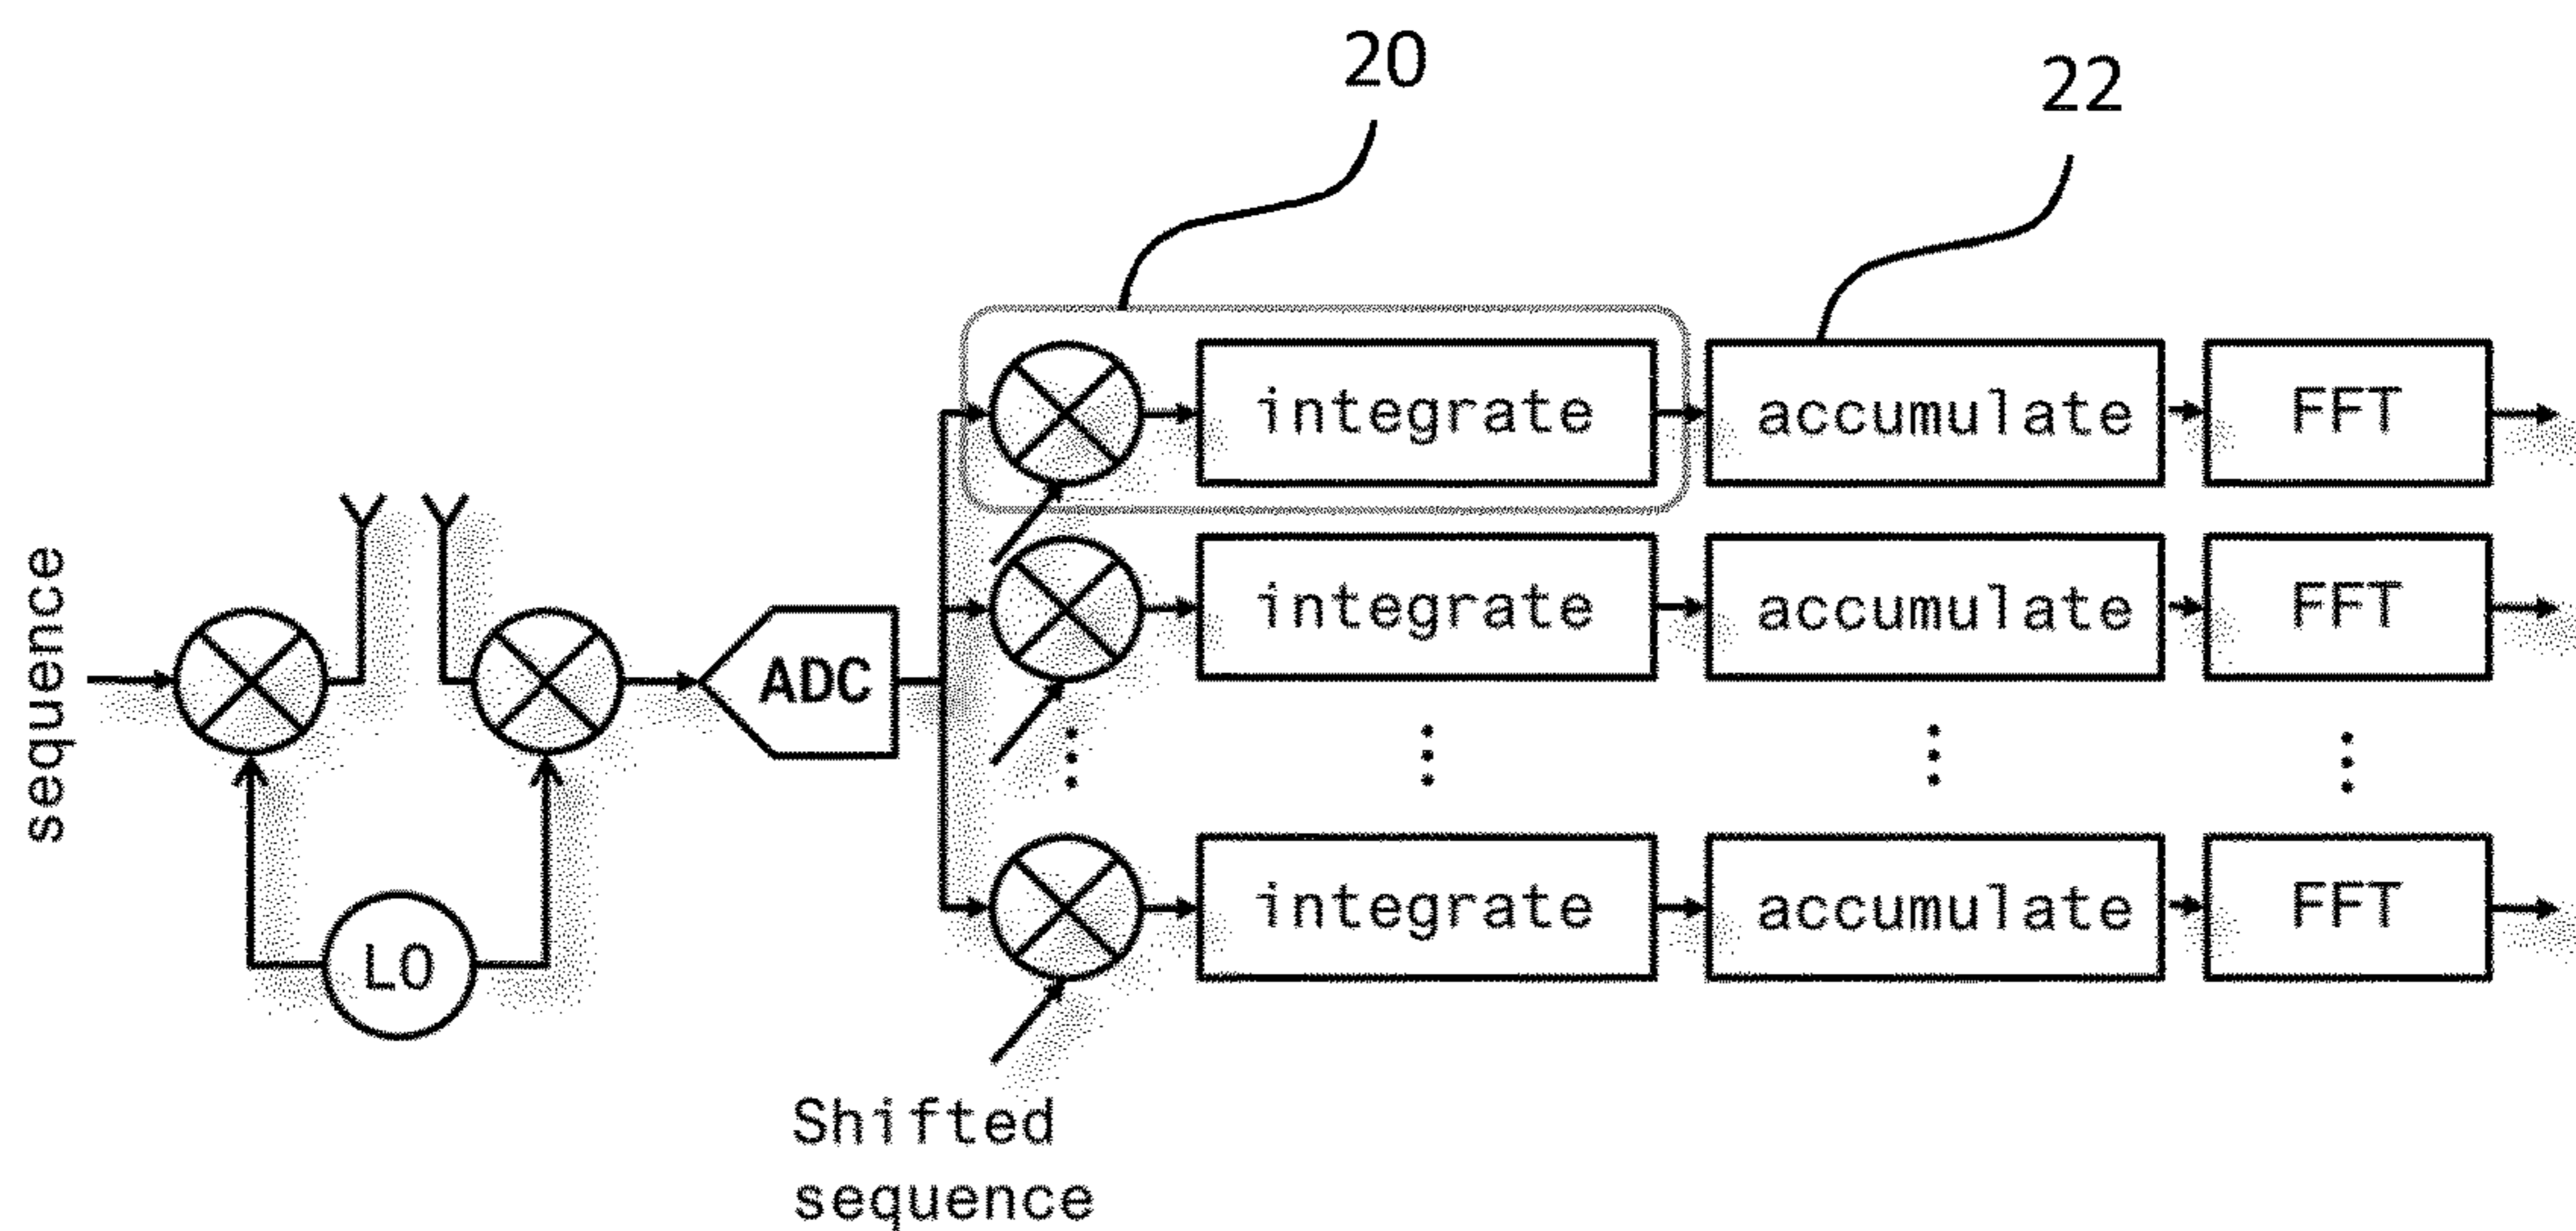 20
22
integrate
accumulate
FFT
sequence
integrate
accumulate
FFT
ADC
integrate
accumulate
FFT
LO
Shifted
sequence